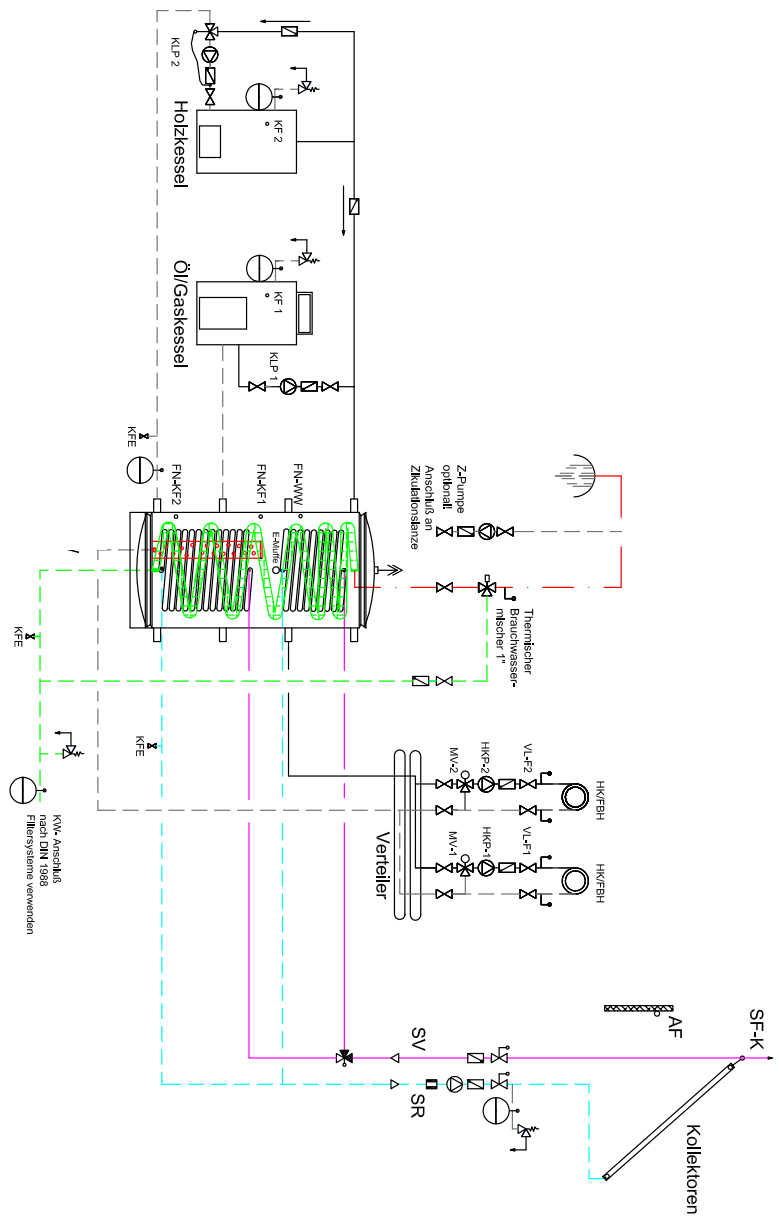 KLP 2
KF 2
Holzkessel
KF 1
Öl/Gaskessel
KLP 1
KFE
FN-KF2
FN-KF1
FN-WW
E-Muffe
Z-Pumpe
optional:
Anschluß an
Zikulationslanze
Thermischer
Brauchwasser-
mischer 1"
KFE
KFE
KW- Anschluß
nach DIN 1988
Filtersysteme verwenden
MV-2
HKP-2
VL-F2
HK/FBH
MV-1
HKP-1
VL-F1
HK/FBH
Verteiler
SV
SR
AF
SF-K
Kollektoren